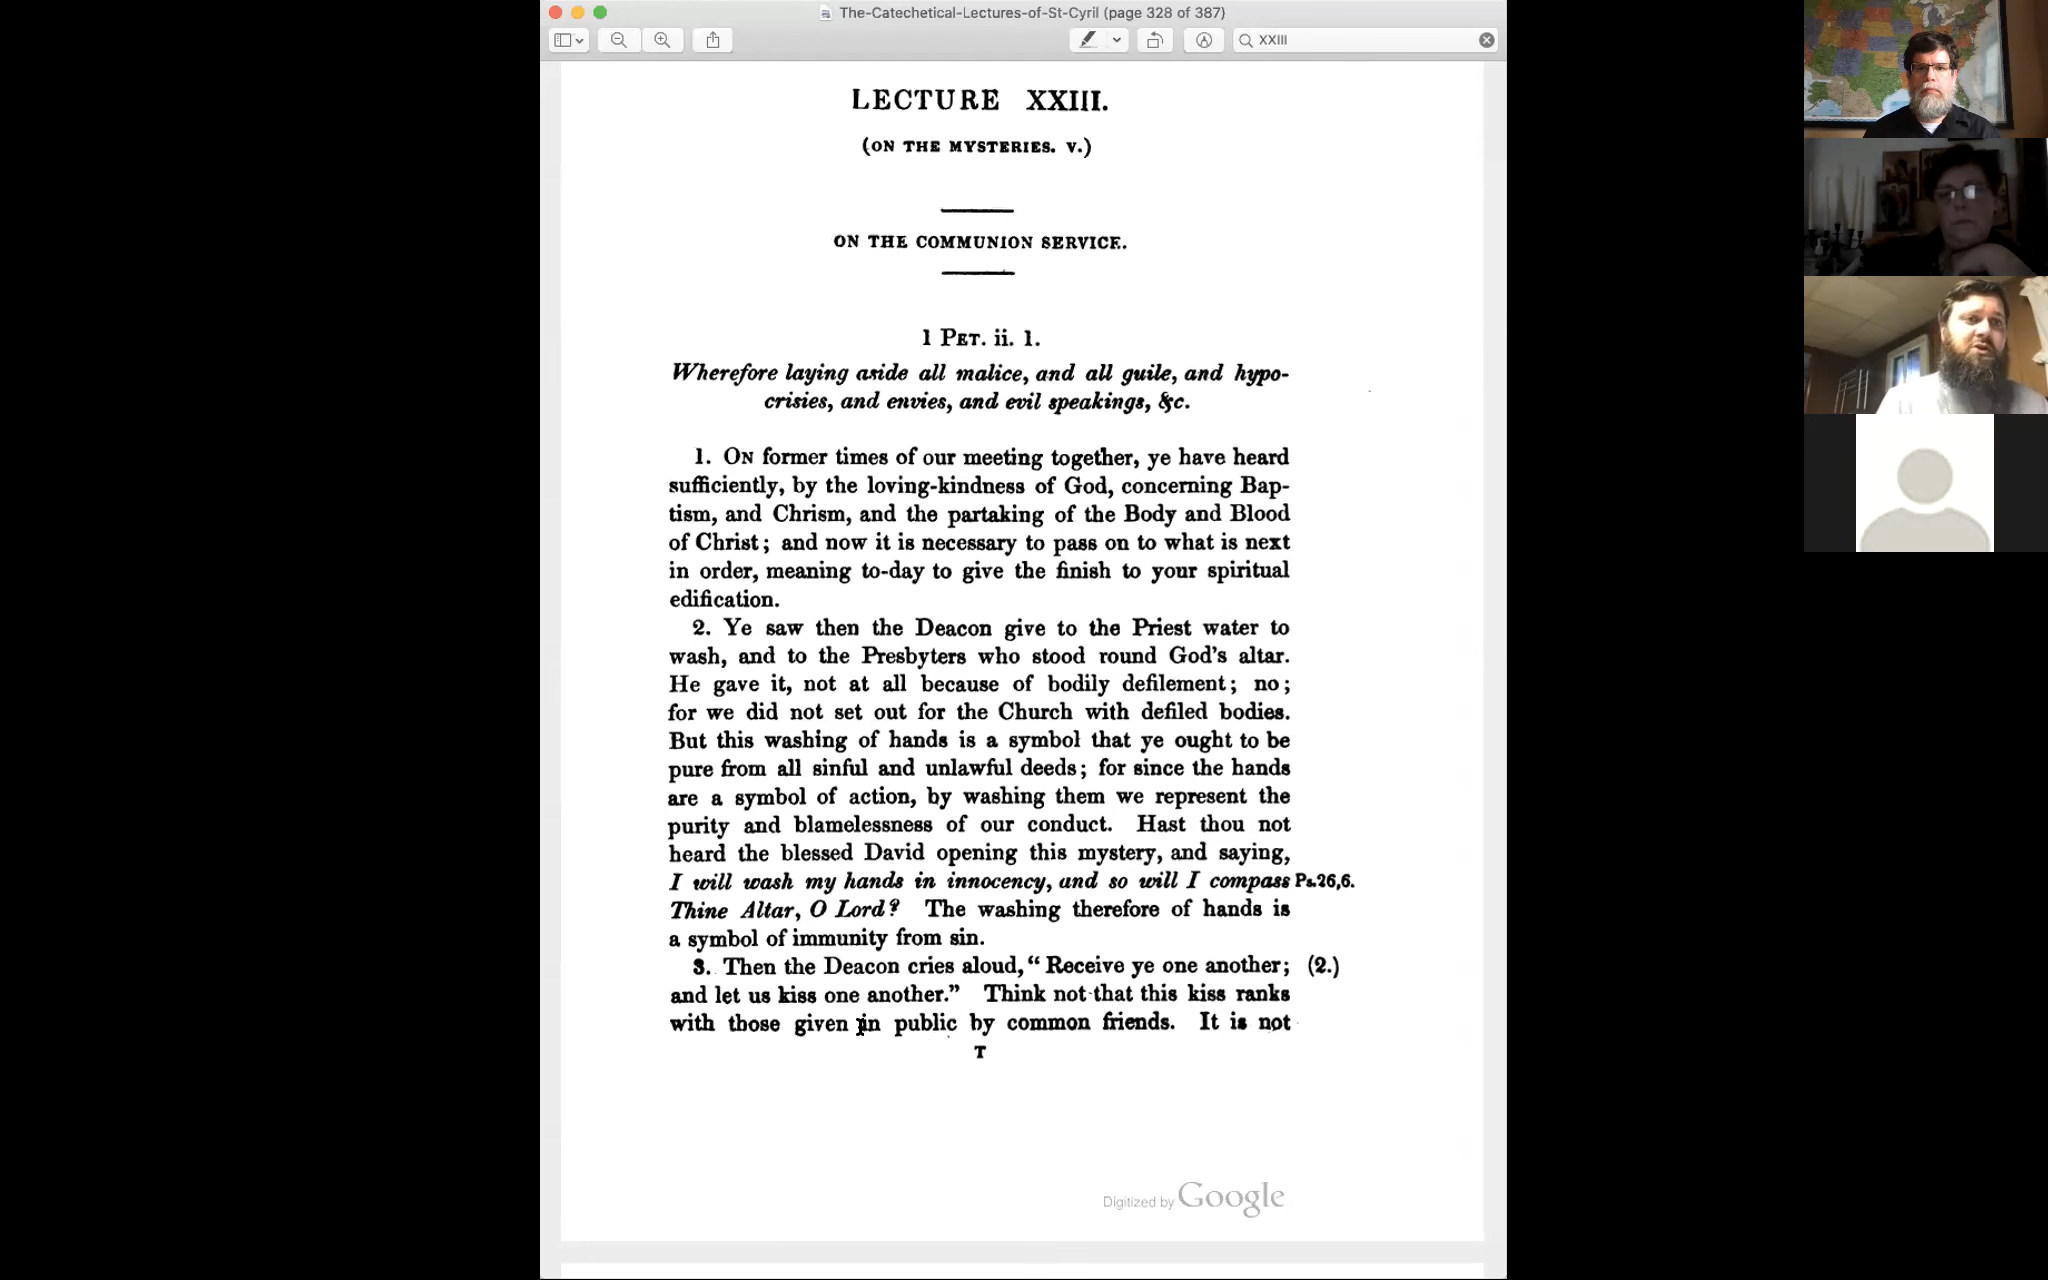 The-Catechetical-Lectures-of-St-Cyril (page 328 of 387)
XXIII
LECTURE XXIII.
(ON THE MYSTERIES. V.)
ON THE COMMUNION SERVICE.
1 PET. ii. 1.
Wherefore laying aside all malice, and all guile, and hypo-
crisies, and envies, and evil speakings, &c.
1. ON former times of our meeting together, ye have heard
sufficiently, by the loving-kindness of God, concerning Bap-
tism, and Chrism, and the partaking of the Body and Blood
of Christ; and now it is necessary to pass on to what is next
in order, meaning to-day to give the finish to your spiritual
edification.
2. Ye saw then the Deacon give to the Priest water to
wash, and to the Presbyters who stood round God's altar.
He gave it, not at all because of bodily defilement; no;
for we did not set out for the Church with defiled bodies.
But this washing of hands is a symbol that ye ought to be
pure from all sinful and unlawful deeds; for since the hands
are a symbol of action, by washing them we represent the
purity and blamelessness of our conduct. Hast thou not
heard the blessed David opening this mystery, and saying,
I will wash my hands in innocency, and so will I compass Ps.26,6.
Thine Altar, O Lord? The washing therefore of hands is
a symbol of immunity from sin.
3. Then the Deacon cries aloud, "Receive ye one another; (2.)
and let us kiss one another." Think not that this kiss ranks
with those given in public by common friends. It is not
T
Digitized by Google